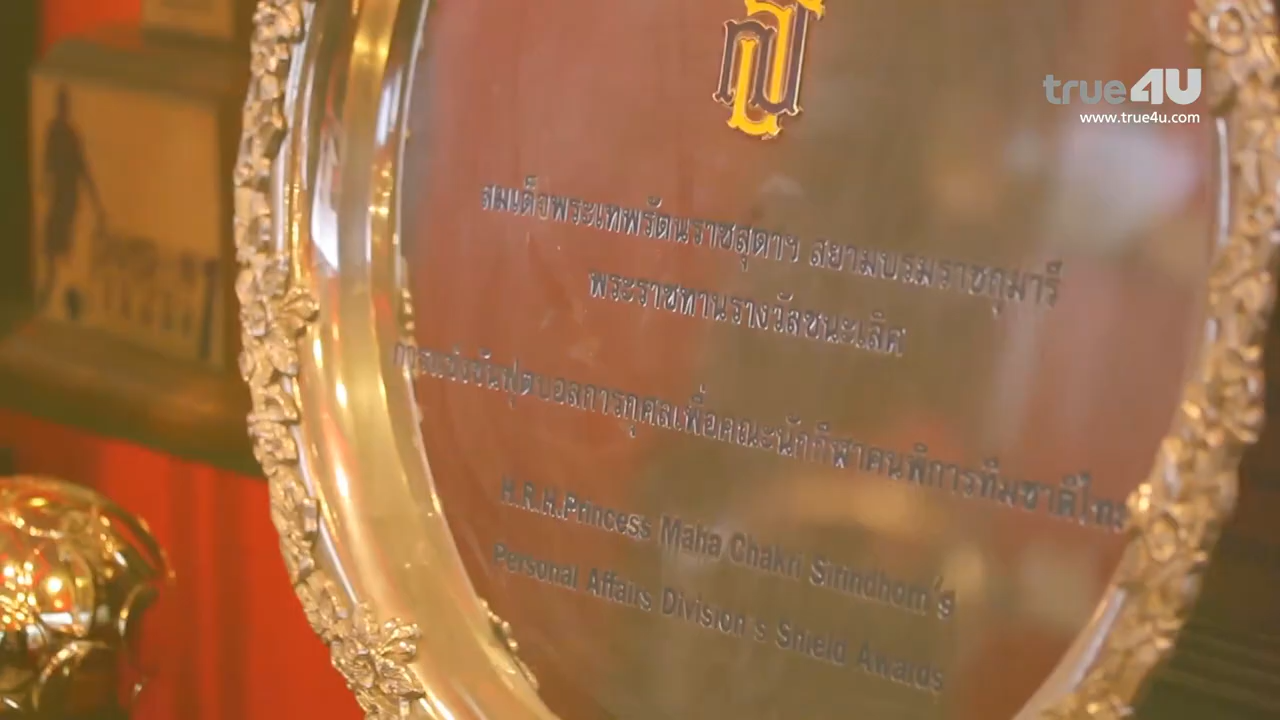 true4U
www.true4u.com
สมเด็จพระเทพรัตนราชสุดาฯ สยามบรมราชกุมารี
พระราชทานรางวัลชนะเลิศ
การแข่งขันฟุตบอลการกุศลเพื่อคณะนักกีฬาคนพิการทีมชาติไทย
H.R.H.Princess Maha Chakri Sirindhorn's
Personal Affairs Division's Shield Awards